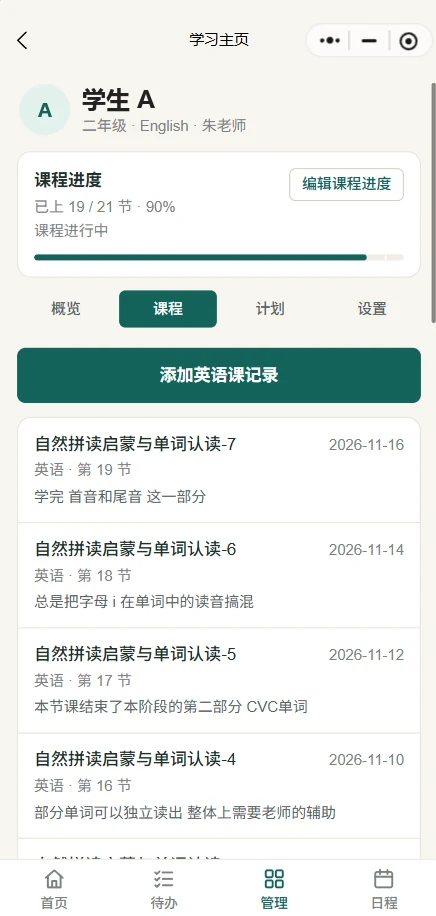 学习主页
A
学生 A
二年级 · English · 朱老师
课程进度
编辑课程进度
已上 19 / 21 节 · 90%
课程进行中
概览
课程
计划
设置
添加英语课记录
自然拼读启蒙与单词认读-7
2026-11-16
英语 · 第 19 节
学完 首音和尾音 这一部分
自然拼读启蒙与单词认读-6
2026-11-14
英语 · 第 18 节
总是把字母 i 在单词中的读音搞混
自然拼读启蒙与单词认读-5
2026-11-12
英语 · 第 17 节
本节课结束了本阶段的第二部分 CVC单词
自然拼读启蒙与单词认读-4
2026-11-10
英语 · 第 16 节
部分单词可以独立读出 整体上需要老师的辅助
首页
待办
管理
日程